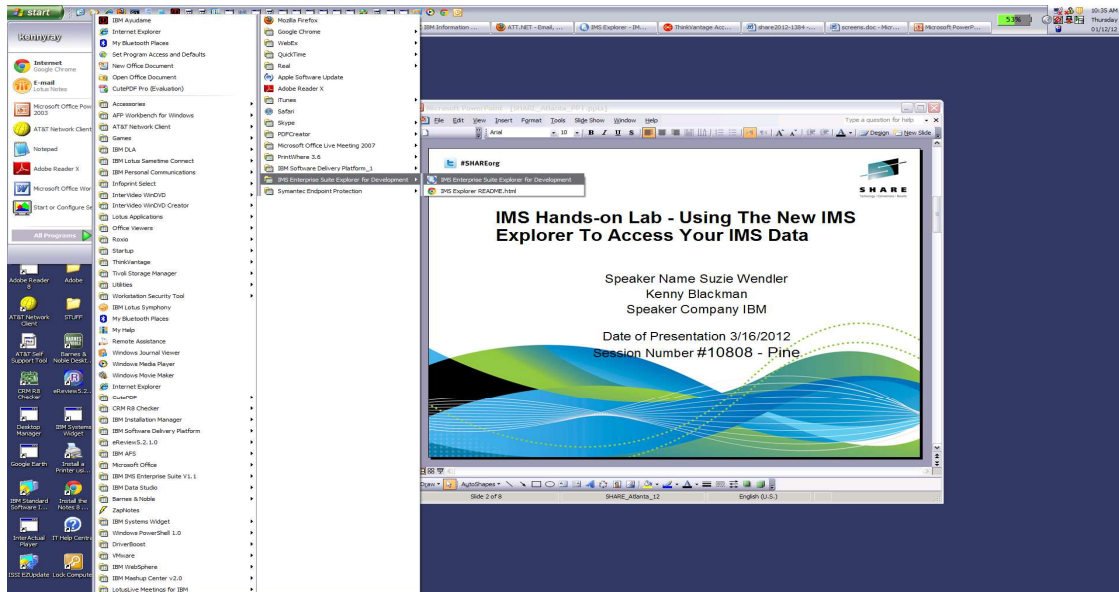 start
Kennyray
Internet
Google Chrome
E-mail
Lotus Notes
Microsoft Office Pow
2003
AT&T Network Client
Notepad
Adobe Reader X
Microsoft Office Wor
Start or Configure Se
All Programs
IBM Ayudame
Internet Explorer
My Bluetooth Places
Set Program Access and Defaults
New Office Document
Open Office Document
CutePDF Pro (Evaluation)
Accessories
AFP Workbench for Windows
AT&T Network Client
Games
IBM DLA
IBM Lotus Sametime Connect
IBM Personal Communications
Infoprint Select
InterVideo WinDVD
InterVideo WinDVD Creator
Lotus Applications
Office Viewers
Roxio
Startup
ThinkVantage
Tivoli Storage Manager
Utilities
Workstation Security Tool
IBM Lotus Symphony
My Bluetooth Places
My Help
Remote Assistance
Windows Journal Viewer
Windows Media Player
Windows Movie Maker
Internet Explorer
CutePDF
CRM R8 Checker
IBM Installation Manager
IBM Software Delivery Platform
eReview5.2.1.0
IBM AFS
Microsoft Office
IBM IMS Enterprise Suite V1.1
IBM Data Studio
Barnes & Noble
ZapNotes
IBM Systems Widget
Windows PowerShell 1.0
DriverBoost
VMware
IBM WebSphere
IBM Mashup Center v2.0
LotusLive Meetings for IBM
Mozilla Firefox
Google Chrome
WebEx
QuickTime
Real
Apple Software Update
Adobe Reader X
iTunes
Safari
Skype
PDFCreator
Microsoft Office Live Meeting 2007
PrintWhere 3.6
IBM Software Delivery Platform_1
IMS Enterprise Suite Explorer for Development
Symantec Endpoint Protection
IMS Enterprise Suite Explorer for Development
IMS Explorer README.html
IBM Information ...
ATT.NET - Email, ...
IMS Explorer - IM...
ThinkVantage Acc...
share2012-1384 -...
screens.doc - Micr...
Microsoft PowerP...
53%
10:35 AM
Thursday
01/12/12
Microsoft PowerPoint - [SHARE_Atlanta_PPT.pptx]
File Edit View Insert Format Tools Slide Show Window Help
Type a question for help
Arial
10
B I U S
Design
New Slide
#SHAREorg
SHARE
Technology · Connections · Results
IMS Hands-on Lab - Using The New IMS
Explorer To Access Your IMS Data
Speaker Name Suzie Wendler
Kenny Blackman
Speaker Company IBM
Date of Presentation 3/16/2012
Session Number #10808 - Pine
Draw
AutoShapes
Slide 2 of 8
SHARE_Atlanta_12
English (U.S.)
Adobe Reader
8
Adobe
AT&T Network
Client
STUFF
AT&T Self
Support Tool
Barnes &
Noble Deskt...
CRM R8
Checker
eReview5.2...
Desktop
Manager
IBM Systems
Widget
Google Earth
Install a
Printer usi...
IBM Standard
Software I...
Install the
Notes 8 ...
InterActual
Player
IT Help Centra
ISSI EZUpdate
Lock Compute